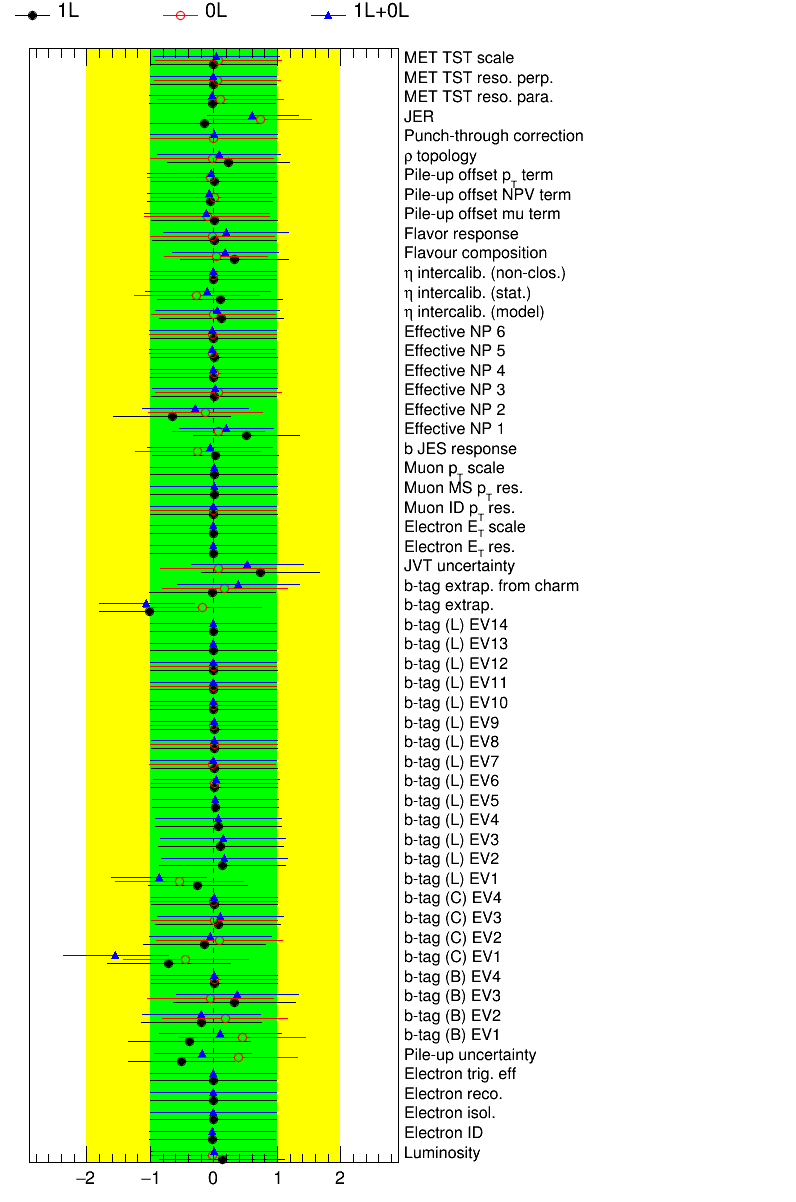 1L 0L 1L+0L
MET TST scale
MET TST reso. perp.
MET TST reso. para.
JER
Punch-through correction
ρ topology
Pile-up offset p_T term
Pile-up offset NPV term
Pile-up offset mu term
Flavor response
Flavour composition
η intercalib. (non-clos.)
η intercalib. (stat.)
η intercalib. (model)
Effective NP 6
Effective NP 5
Effective NP 4
Effective NP 3
Effective NP 2
Effective NP 1
b JES response
Muon p_T scale
Muon MS p_T res.
Muon ID p_T res.
Electron E_T scale
Electron E_T res.
JVT uncertainty
b-tag extrap. from charm
b-tag extrap.
b-tag (L) EV14
b-tag (L) EV13
b-tag (L) EV12
b-tag (L) EV11
b-tag (L) EV10
b-tag (L) EV9
b-tag (L) EV8
b-tag (L) EV7
b-tag (L) EV6
b-tag (L) EV5
b-tag (L) EV4
b-tag (L) EV3
b-tag (L) EV2
b-tag (L) EV1
b-tag (C) EV4
b-tag (C) EV3
b-tag (C) EV2
b-tag (C) EV1
b-tag (B) EV4
b-tag (B) EV3
b-tag (B) EV2
b-tag (B) EV1
Pile-up uncertainty
Electron trig. eff
Electron reco.
Electron isol.
Electron ID
Luminosity
−2 −1 0 1 2